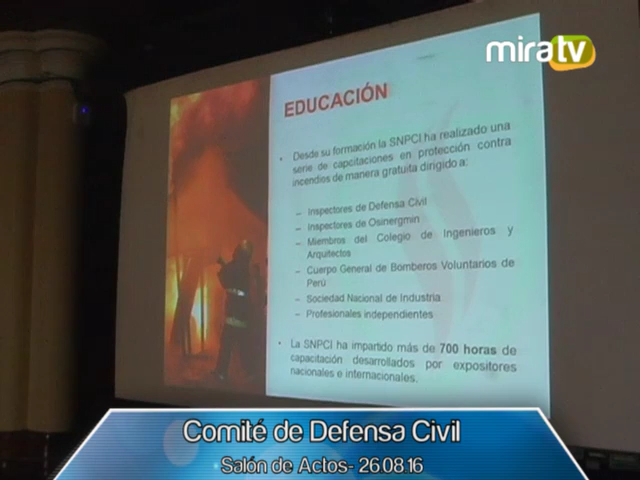 miratv
EDUCACIÓN
• Desde su formación la SNPCI ha realizado una
serie de capcitaciones en protección contra
incendios de manera gratuita dirigido a:
– Inspectores de Defensa Civil
– Inspectores de Osinergmin
– Miembros del Colegio de Ingenieros y
Arquitectos
– Cuerpo General de Bomberos Voluntarios de
Perú
– Sociedad Nacional de Industria
– Profesionales independientes
• La SNPCI ha impartido más de 700 horas de
capacitación desarrollados por expositores
nacionales e internacionales.
Comité de Defensa Civil
Salón de Actos- 26.08.16